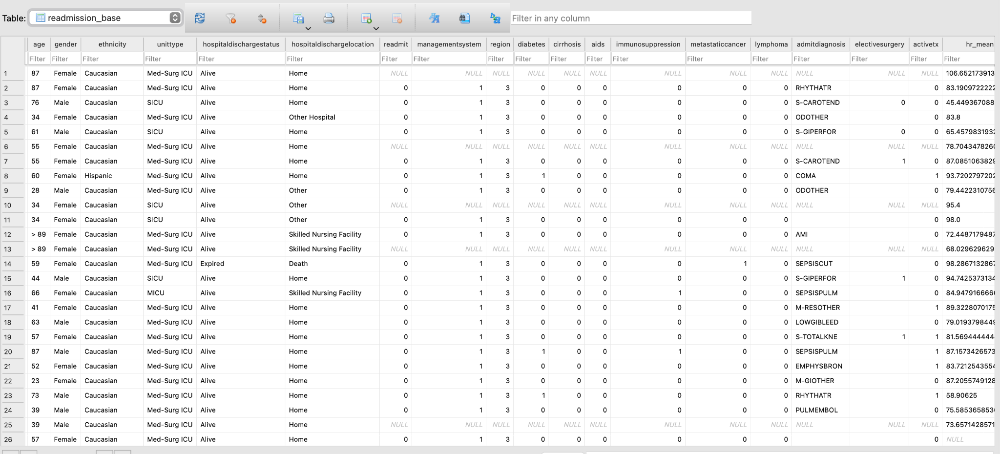 Table: readmission_base Filter in any column
age gender ethnicity unittype hospitaldischargestatus hospitaldischargelocation readmit managementsystem region diabetes cirrhosis aids immunosuppression metastaticcancer lymphoma admitdiagnosis electivesurgery activetx hr_mean
Filter Filter Filter Filter Filter Filter Filter Filter Filter Filter Filter Filter Filter Filter Filter Filter Filter Filter Filter
1 87 Female Caucasian Med-Surg ICU Alive Home NULL NULL NULL NULL NULL NULL NULL NULL NULL NULL NULL NULL 106.652173913
2 87 Female Caucasian Med-Surg ICU Alive Home 0 1 3 0 0 0 0 0 0 RHYTHATR 0 83.1909722222
3 76 Male Caucasian SICU Alive Home 0 1 3 0 0 0 0 0 0 S-CAROTEND 0 0 45.449367088
4 34 Female Caucasian Med-Surg ICU Alive Other Hospital 0 1 3 0 0 0 0 0 0 ODOTHER 0 83.8
5 61 Male Caucasian SICU Alive Home 0 1 3 0 0 0 0 0 0 S-GIPERFOR 0 0 65.4579831932
6 55 Female Caucasian Med-Surg ICU Alive Home NULL NULL NULL NULL NULL NULL NULL NULL NULL NULL NULL NULL 78.7043478260
7 55 Female Caucasian Med-Surg ICU Alive Home 0 1 3 0 0 0 0 0 0 S-CAROTEND 1 0 87.0851063829
8 60 Female Hispanic Med-Surg ICU Alive Home 0 1 3 1 0 0 0 0 0 COMA 1 93.7202797202
9 28 Male Caucasian Med-Surg ICU Alive Other 0 1 3 0 0 0 0 0 0 ODOTHER 0 79.4422310756
10 34 Female Caucasian SICU Alive Other NULL NULL NULL NULL NULL NULL NULL NULL NULL NULL NULL NULL 95.4
11 34 Female Caucasian SICU Alive Other 0 1 3 0 0 0 0 0 0 0 98.0
12 > 89 Female Caucasian Med-Surg ICU Alive Skilled Nursing Facility 0 1 3 0 0 0 0 0 0 AMI 0 72.4487179487
13 > 89 Female Caucasian Med-Surg ICU Alive Skilled Nursing Facility NULL NULL NULL NULL NULL NULL NULL NULL NULL NULL NULL NULL 68.029629629
14 59 Female Caucasian Med-Surg ICU Expired Death 0 1 3 0 0 0 0 1 0 SEPSISCUT 0 98.2867132867
15 44 Male Caucasian SICU Alive Home 0 1 3 0 0 0 0 0 0 S-GIPERFOR 1 0 94.7425373134
16 66 Female Caucasian MICU Alive Skilled Nursing Facility 0 1 3 0 0 0 1 0 0 SEPSISPULM 0 84.9479166666
17 41 Female Caucasian Med-Surg ICU Alive Home 0 1 3 0 0 0 0 0 0 M-RESOTHER 1 89.3228070175
18 63 Male Caucasian Med-Surg ICU Alive Home 0 1 3 0 0 0 0 0 0 LOWGIBLEED 0 79.0193798449
19 57 Female Caucasian Med-Surg ICU Alive Home 0 1 3 0 0 0 0 0 0 S-TOTALKNE 1 1 81.569444444
20 87 Male Caucasian Med-Surg ICU Alive Home 0 1 3 1 0 0 1 0 0 SEPSISPULM 1 87.1573426573
21 52 Female Caucasian Med-Surg ICU Alive Home 0 1 3 0 0 0 0 0 0 EMPHYSBRON 1 83.7212543554
22 23 Female Caucasian Med-Surg ICU Alive Home 0 1 3 0 0 0 0 0 0 M-GIOTHER 0 87.2055749128
23 73 Male Caucasian Med-Surg ICU Alive Home 0 1 3 1 0 0 0 0 0 RHYTHATR 1 58.90625
24 39 Male Caucasian Med-Surg ICU Alive Home 0 1 3 0 0 0 0 0 0 PULMEMBOL 0 75.5853658536
25 39 Male Caucasian Med-Surg ICU Alive Home NULL NULL NULL NULL NULL NULL NULL NULL NULL NULL NULL NULL 73.6571428571
26 57 Female Caucasian Med-Surg ICU Alive Home 0 1 3 0 0 0 0 0 0 0 NULL